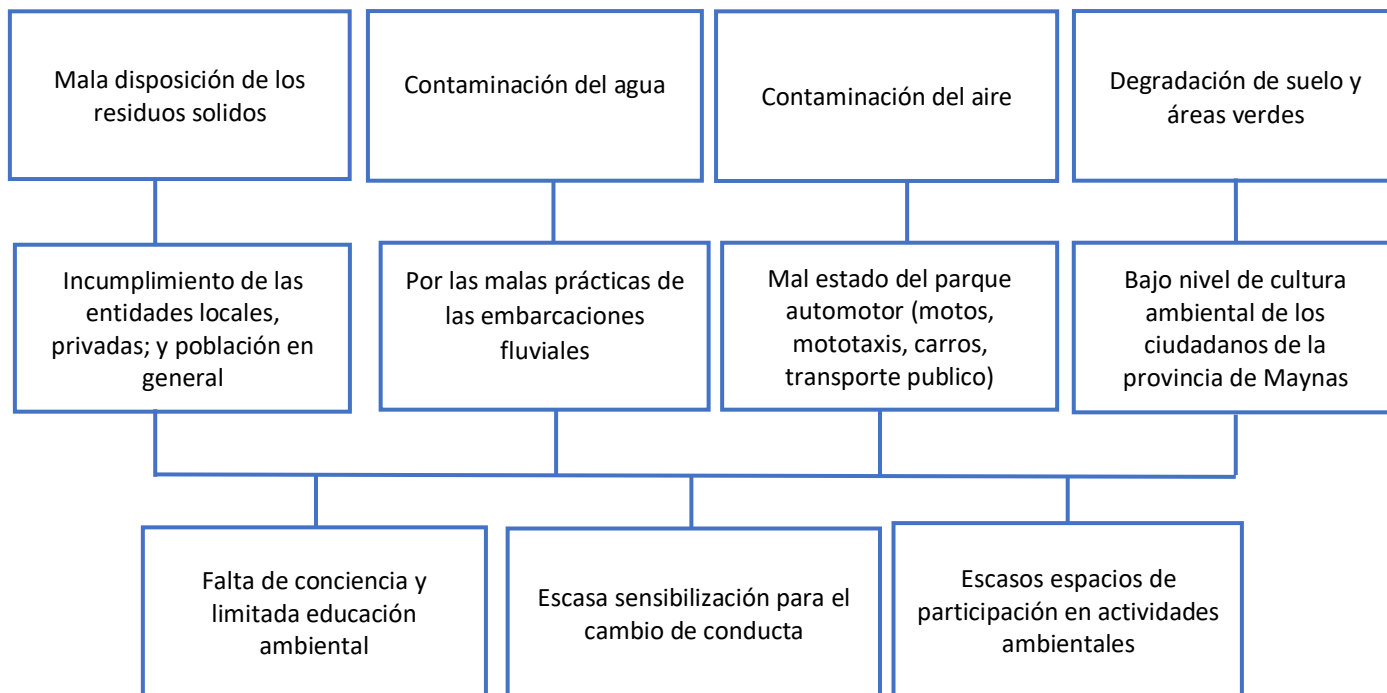 Mala disposición de los
residuos solidos
Contaminación del agua
Contaminación del aire
Degradación de suelo y
áreas verdes
Incumplimiento de las
entidades locales,
privadas; y población en
general
Por las malas prácticas de
las embarcaciones
fluviales
Mal estado del parque
automotor (motos,
mototaxis, carros,
transporte publico)
Bajo nivel de cultura
ambiental de los
ciudadanos de la
provincia de Maynas
Falta de conciencia y
limitada educación
ambiental
Escasa sensibilización para el
cambio de conducta
Escasos espacios de
participación en actividades
ambientales